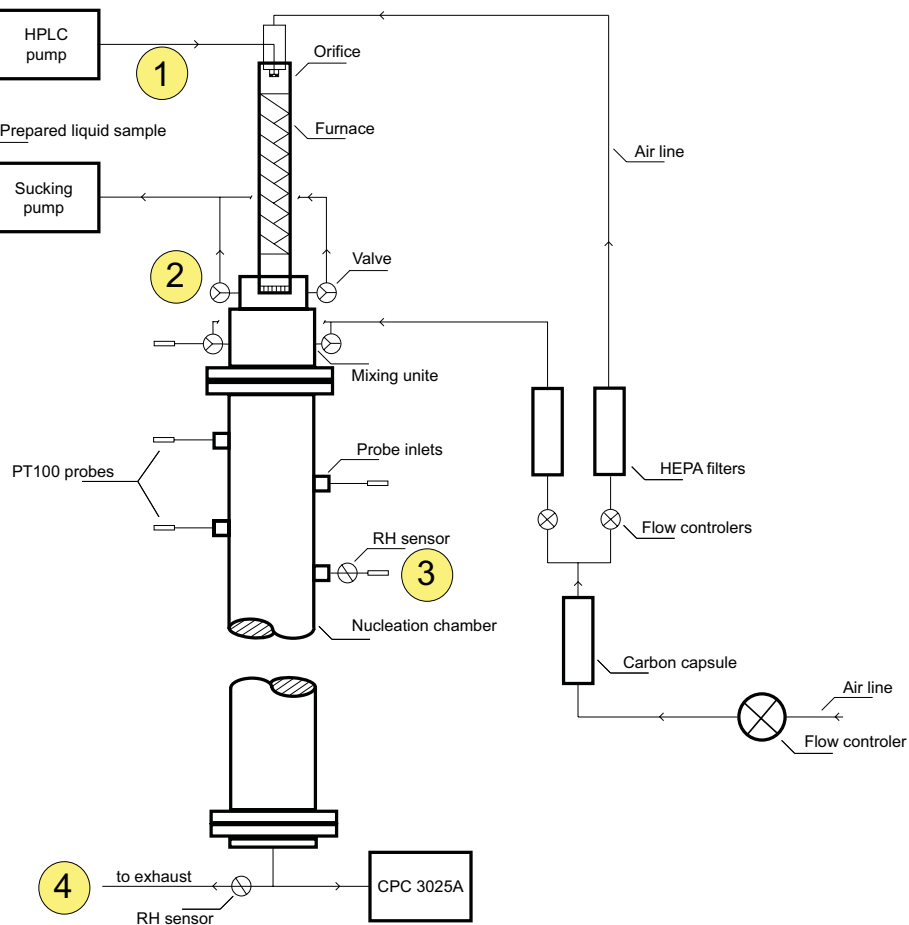 HPLC
pump
1
Orifice
Prepared liquid sample
Furnace
Air line
Sucking
pump
2
Valve
Mixing unite
PT100 probes
Probe inlets
HEPA filters
Flow controlers
RH sensor
3
Nucleation chamber
Carbon capsule
Air line
Flow controler
4
to exhaust
RH sensor
CPC 3025A